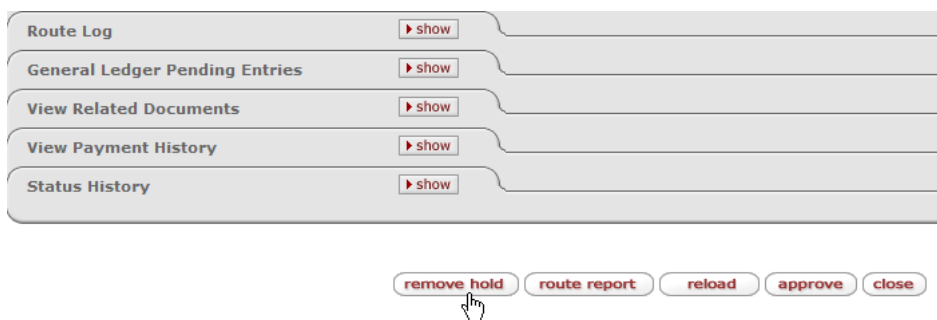 Route Log show
General Ledger Pending Entries show
View Related Documents show
View Payment History show
Status History show
remove hold route report reload approve close